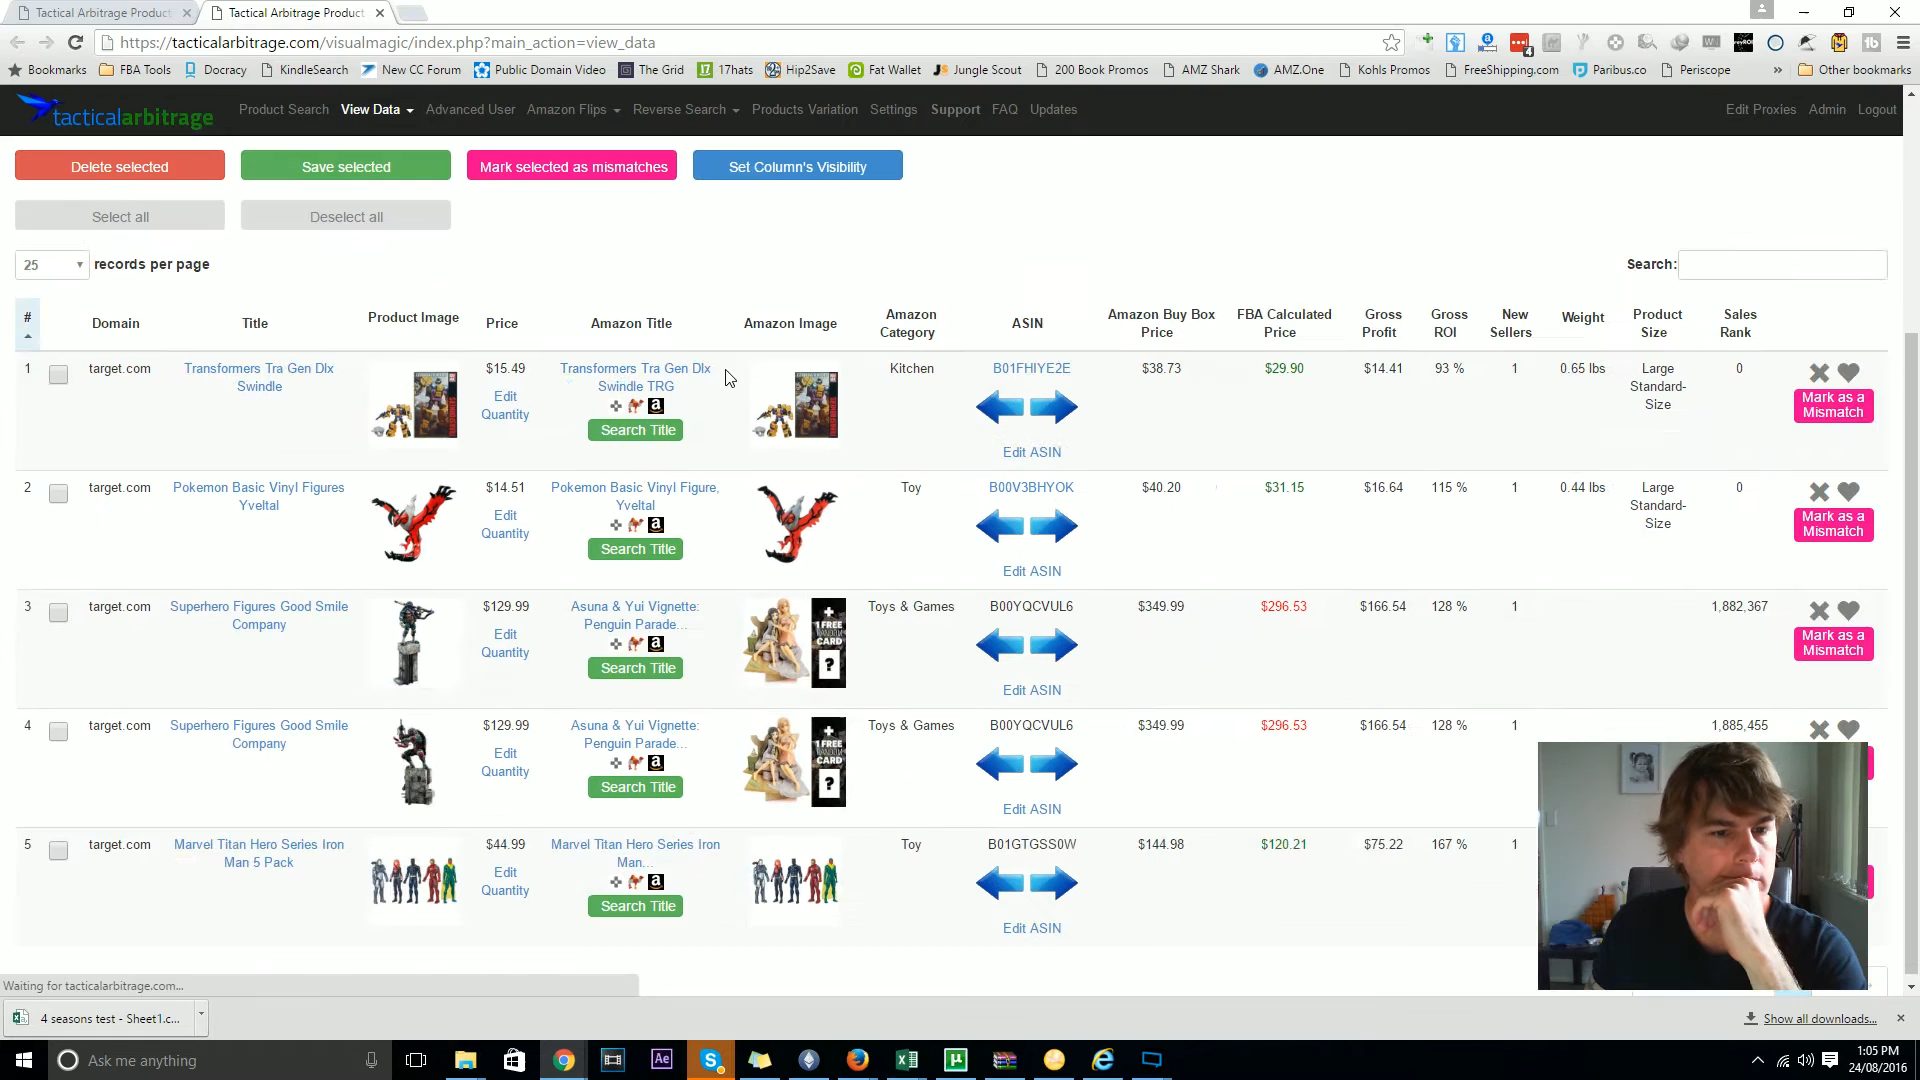 Tactical Arbitrage Product
Tactical Arbitrage Product
https://tacticalarbitrage.com/visualmagic/index.php?main_action=view_data
Bookmarks FBA Tools Docracy KindleSearch New CC Forum Public Domain Video The Grid 17hats Hip2Save Fat Wallet Jungle Scout 200 Book Promos AMZ Shark AMZ.One Kohls Promos FreeShipping.com Paribus.co Periscope » Other bookmarks
tacticalarbitrage Product Search View Data Advanced User Amazon Flips Reverse Search Products Variation Settings Support FAQ Updates Edit Proxies Admin Logout
Delete selected Save selected Mark selected as mismatches Set Column's Visibility
Select all Deselect all
25 records per page Search:
# Domain Title Product Image Price Amazon Title Amazon Image Amazon Category ASIN Amazon Buy Box Price FBA Calculated Price Gross Profit Gross ROI New Sellers Weight Product Size Sales Rank
1 target.com Transformers Tra Gen Dlx $15.49 Transformers Tra Gen Dlx Kitchen B01FHIYE2E $38.73 $29.90 $14.41 93 % 1 0.65 lbs Large 0
Swindle Edit Swindle TRG Standard- Mark as a
Quantity a Size Mismatch
Search Title
Edit ASIN
2 target.com Pokemon Basic Vinyl Figures $14.51 Pokemon Basic Vinyl Figure, Toy B00V3BHYOK $40.20 $31.15 $16.64 115 % 1 0.44 lbs Large 0
Yveltal Edit Yveltal Standard- Mark as a
Quantity a Size Mismatch
Search Title
Edit ASIN
3 target.com Superhero Figures Good Smile $129.99 Asuna & Yui Vignette: Toys & Games B00YQCVUL6 $349.99 $296.53 $166.54 128 % 1 1,882,367
Company Edit Penguin Parade... + 1 FREE CARD ? Mark as a
Quantity a Mismatch
Search Title
Edit ASIN
4 target.com Superhero Figures Good Smile $129.99 Asuna & Yui Vignette: Toys & Games B00YQCVUL6 $349.99 $296.53 $166.54 128 % 1 1,885,455
Company Edit Penguin Parade... + 1 FREE CARD ?
Quantity a
Search Title
Edit ASIN
5 target.com Marvel Titan Hero Series Iron $44.99 Marvel Titan Hero Series Iron Toy B01GTGSS0W $144.98 $120.21 $75.22 167 % 1
Man 5 Pack Edit Man...
Quantity a
Search Title
Edit ASIN
Waiting for tacticalarbitrage.com...
4 seasons test - Sheet1.c... Show all downloads...
Ask me anything Ae 1:05 PM
24/08/2016